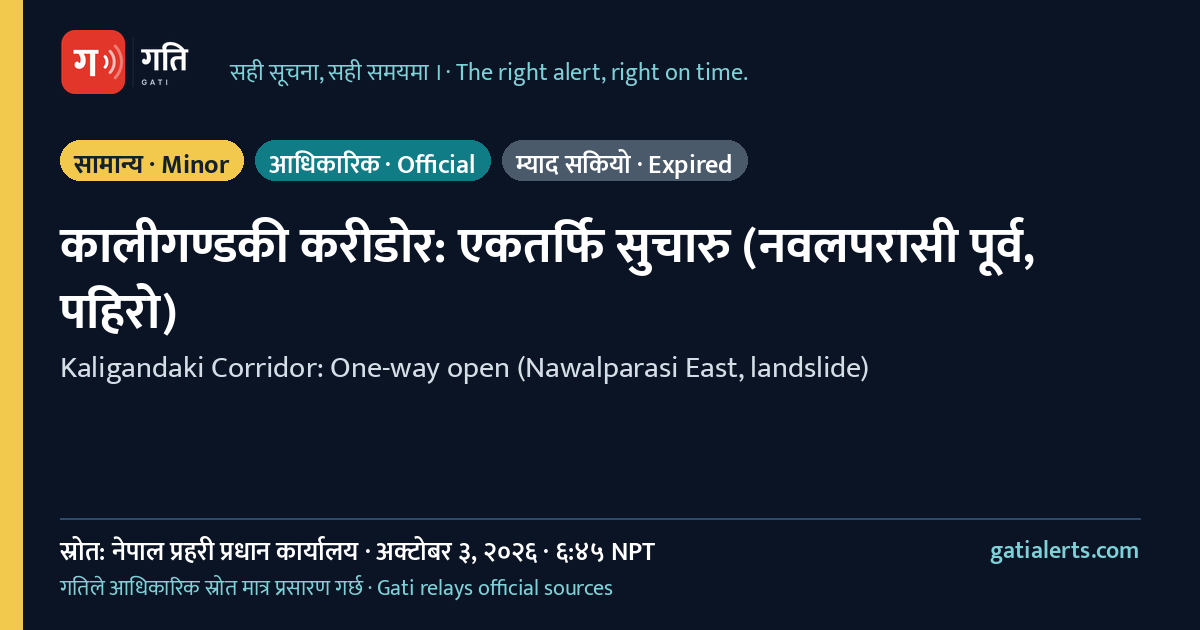 ग
गति
GATI
सही सूचना, सही समयमा । · The right alert, right on time.
सामान्य · Minor
आधिकारिक · Official
म्याद सकियो · Expired
कालीगण्डकी करीडोर: एकतर्फि सुचारु (नवलपरासी पूर्व,
पहिरो)
Kaligandaki Corridor: One-way open (Nawalparasi East, landslide)
स्रोत: नेपाल प्रहरी प्रधान कार्यालय · अक्टोबर ३, २०२६ · ६:४५ NPT
gatialerts.com
गतिले आधिकारिक स्रोत मात्र प्रसारण गर्छ · Gati relays official sources